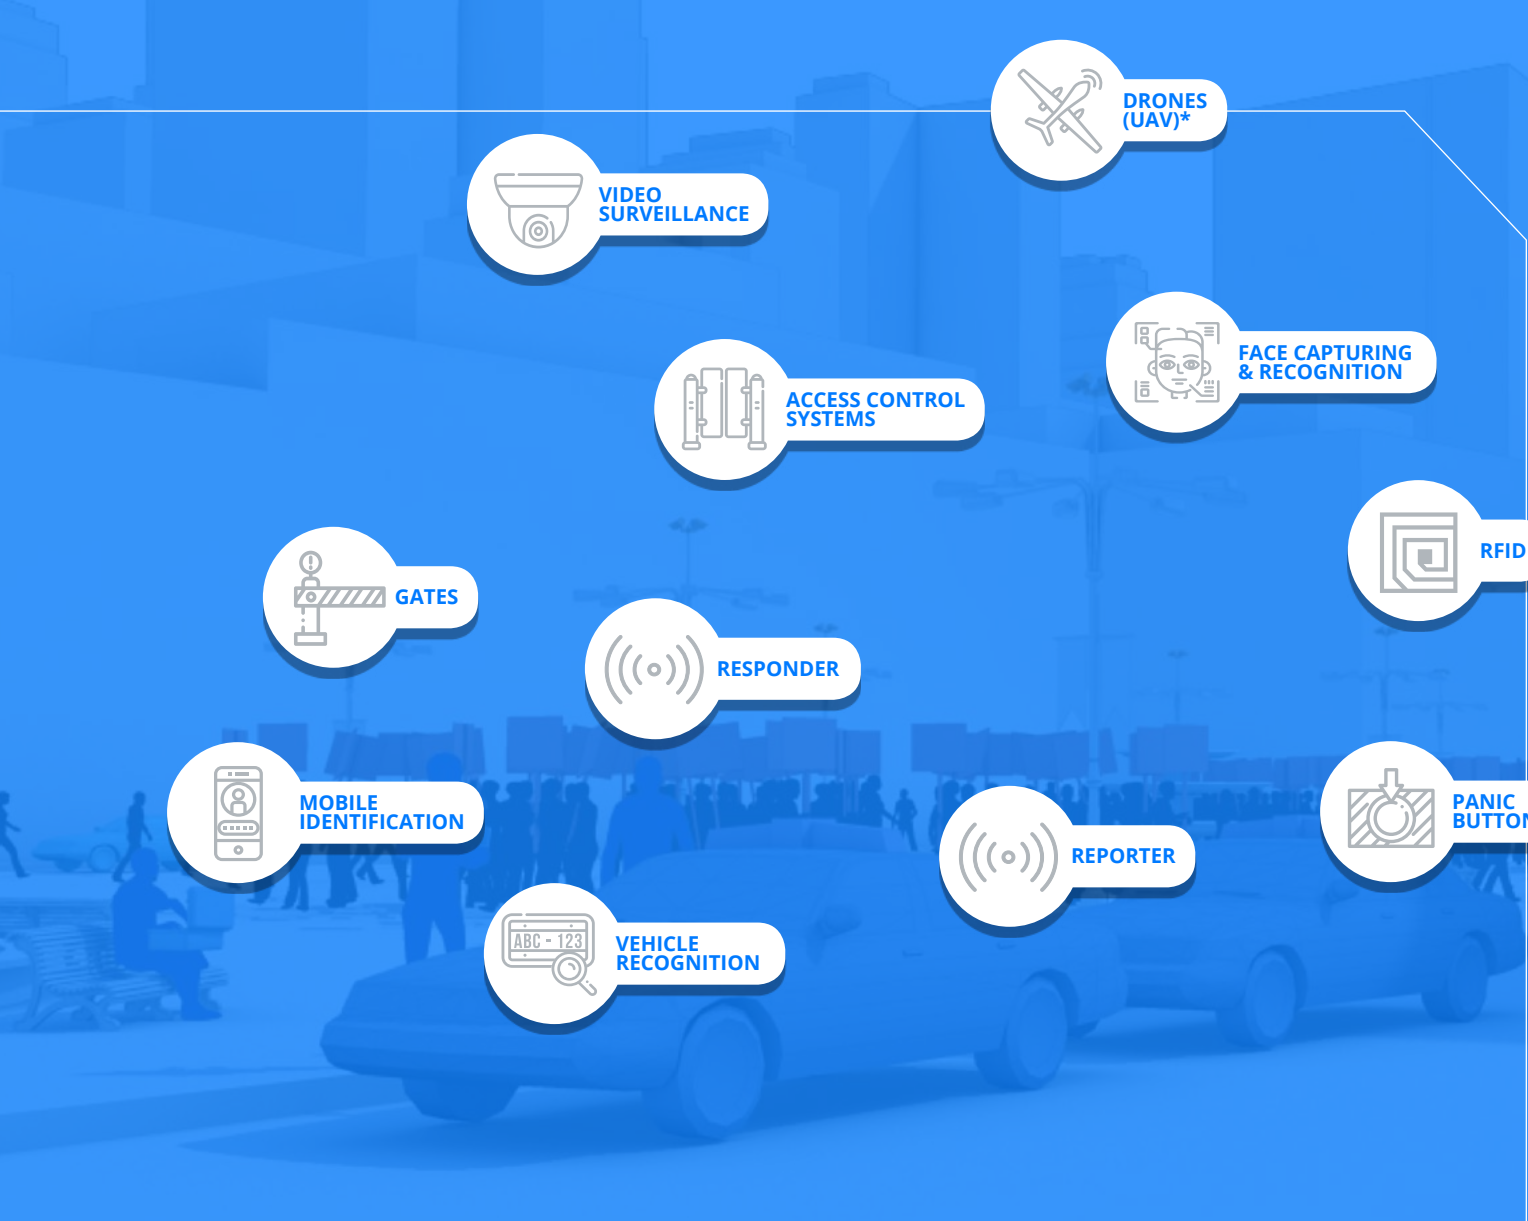 DRONES
(UAV)*
VIDEO
SURVEILLANCE
FACE CAPTURING
& RECOGNITION
ACCESS CONTROL
SYSTEMS
RFID
GATES
RESPONDER
MOBILE
IDENTIFICATION
PANIC
BUTTON
REPORTER
ABC - 123
VEHICLE
RECOGNITION